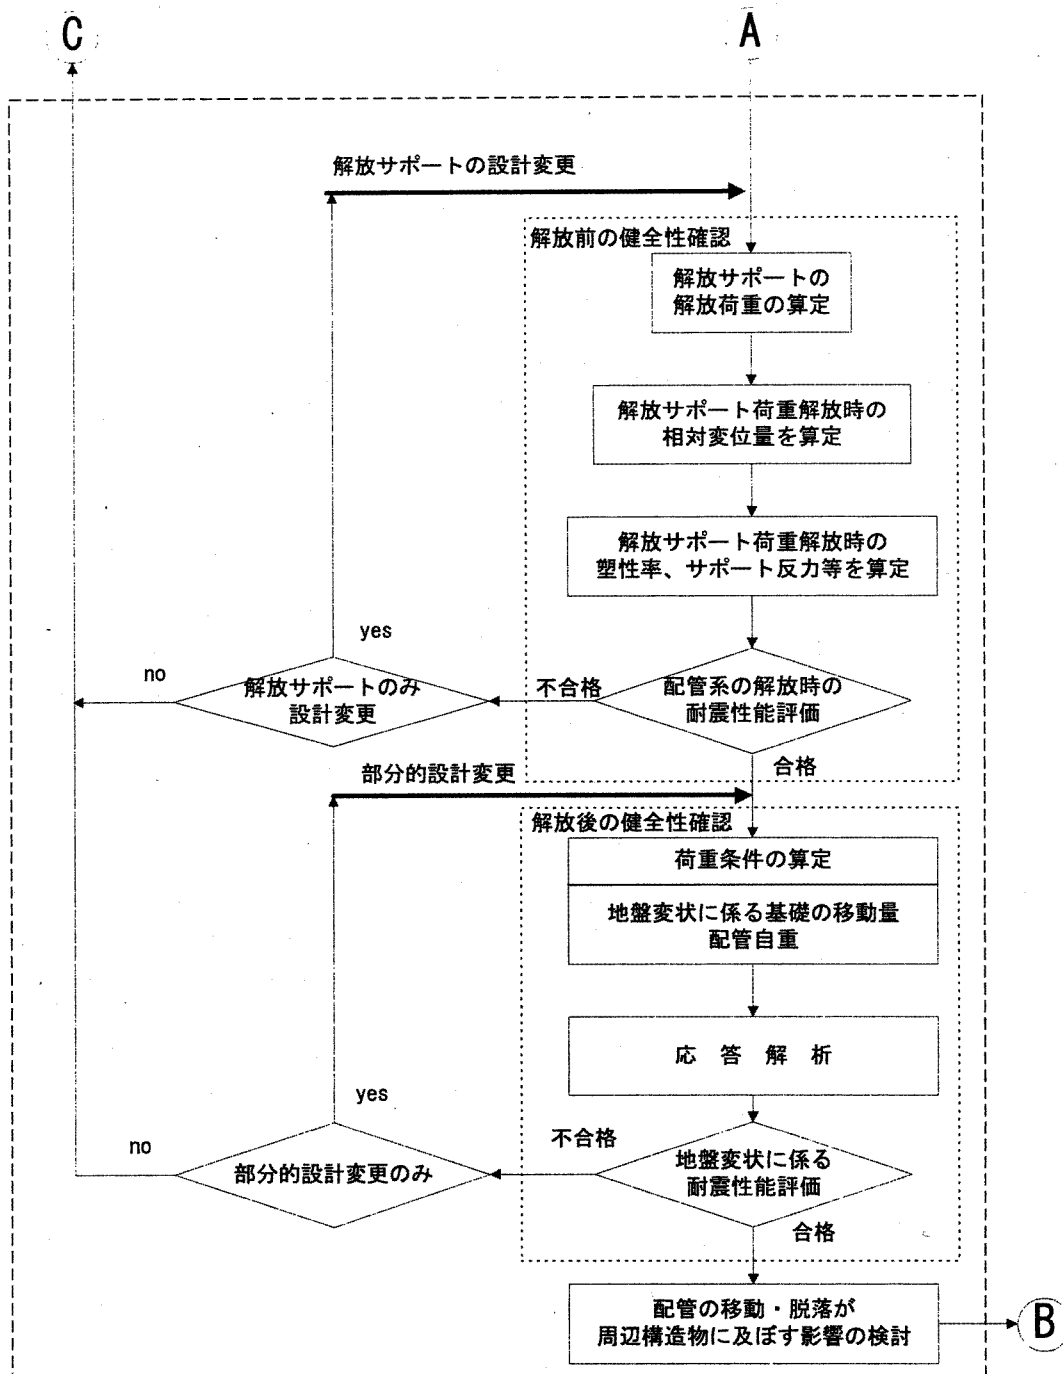 C
A
解放サポートの設計変更
解放前の健全性確認
解放サポートの
解放荷重の算定
解放サポート荷重解放時の
相対変位量を算定
解放サポート荷重解放時の
塑性率、サポート反力等を算定
yes
no
解放サポートのみ
設計変更
不合格
配管系の解放時の
耐震性能評価
合格
部分的設計変更
解放後の健全性確認
荷重条件の算定
地盤変状に係る基礎の移動量
配管自重
応 答 解 析
yes
no
部分的設計変更のみ
不合格
地盤変状に係る
耐震性能評価
合格
配管の移動・脱落が
周辺構造物に及ぼす影響の検討
B